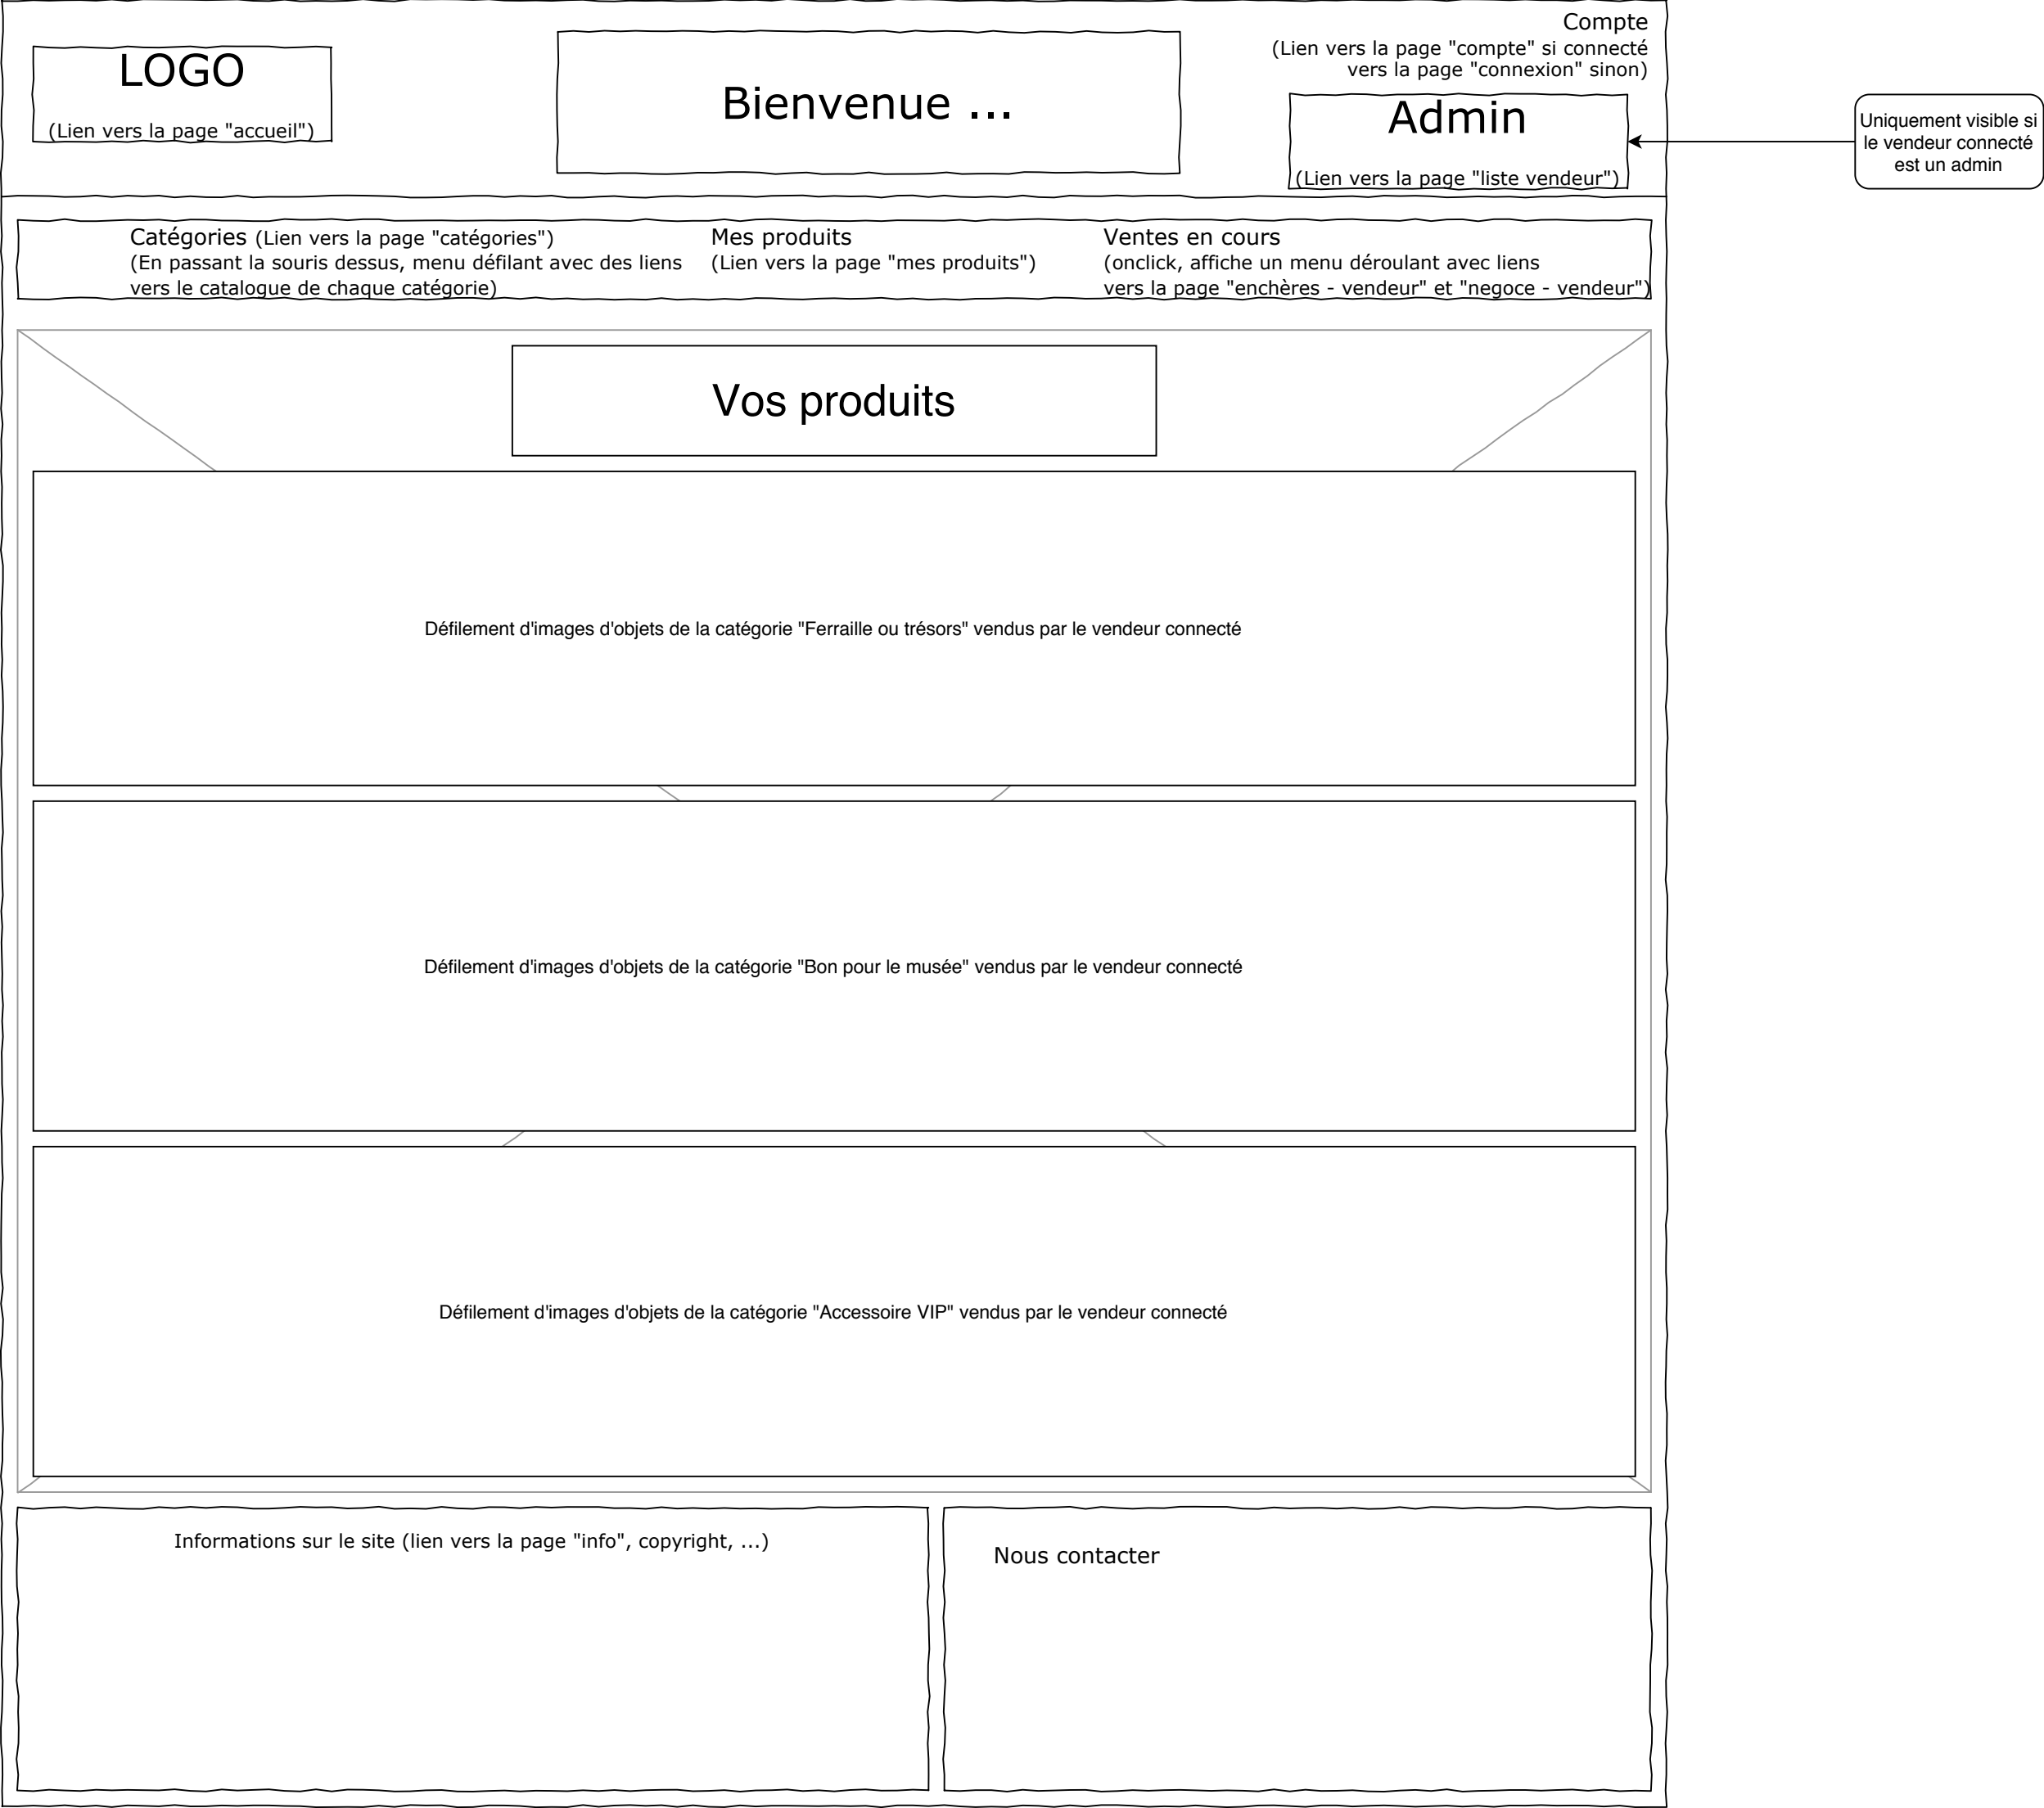 LOGO
(Lien vers la page "accueil")
Bienvenue ...
Compte
(Lien vers la page "compte" si connecté
vers la page "connexion" sinon)
Admin
(Lien vers la page "liste vendeur")
Uniquement visible si
le vendeur connecté
est un admin
Catégories (Lien vers la page "catégories")
(En passant la souris dessus, menu défilant avec des liens
vers le catalogue de chaque catégorie)
Mes produits
(Lien vers la page "mes produits")
Ventes en cours
(onclick, affiche un menu déroulant avec liens
vers la page "enchères - vendeur" et "negoce - vendeur")
Vos produits
Défilement d'images d'objets de la catégorie "Ferraille ou trésors" vendus par le vendeur connecté
Défilement d'images d'objets de la catégorie "Bon pour le musée" vendus par le vendeur connecté
Défilement d'images d'objets de la catégorie "Accessoire VIP" vendus par le vendeur connecté
Informations sur le site (lien vers la page "info", copyright, ...)
Nous contacter